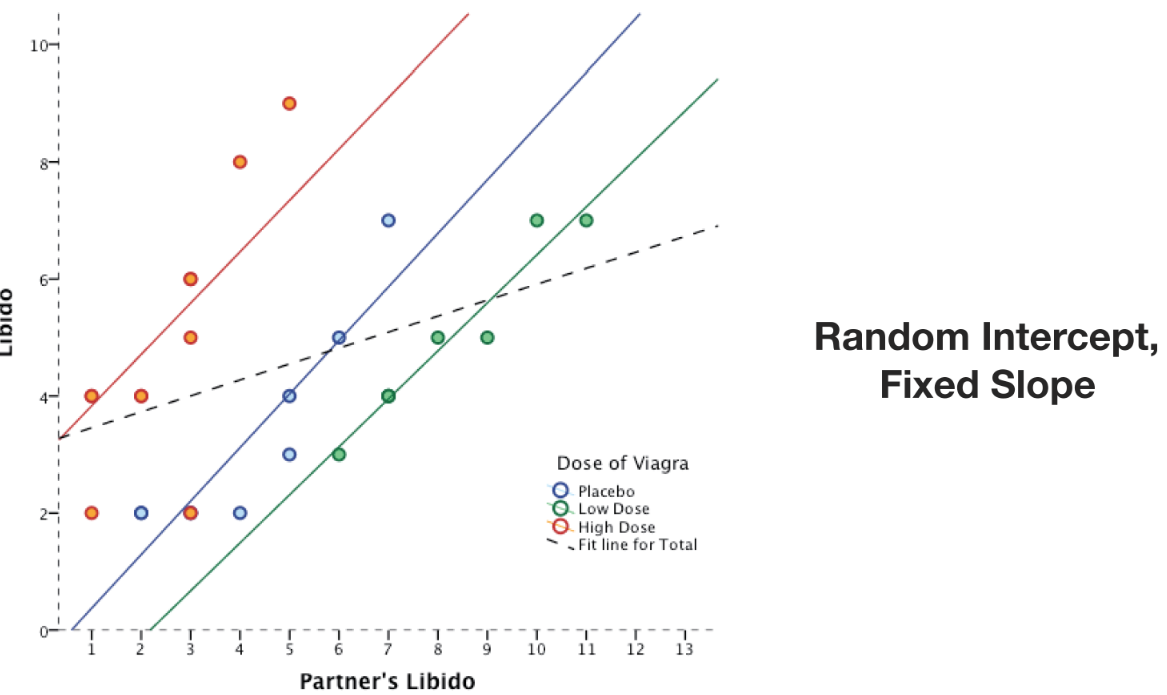 10
8
6
4
2
0
Libido
1 2 3 4 5 6 7 8 9 10 11 12 13
Partner's Libido
Dose of Viagra
Placebo
Low Dose
High Dose
Fit line for Total
Random Intercept,
Fixed Slope